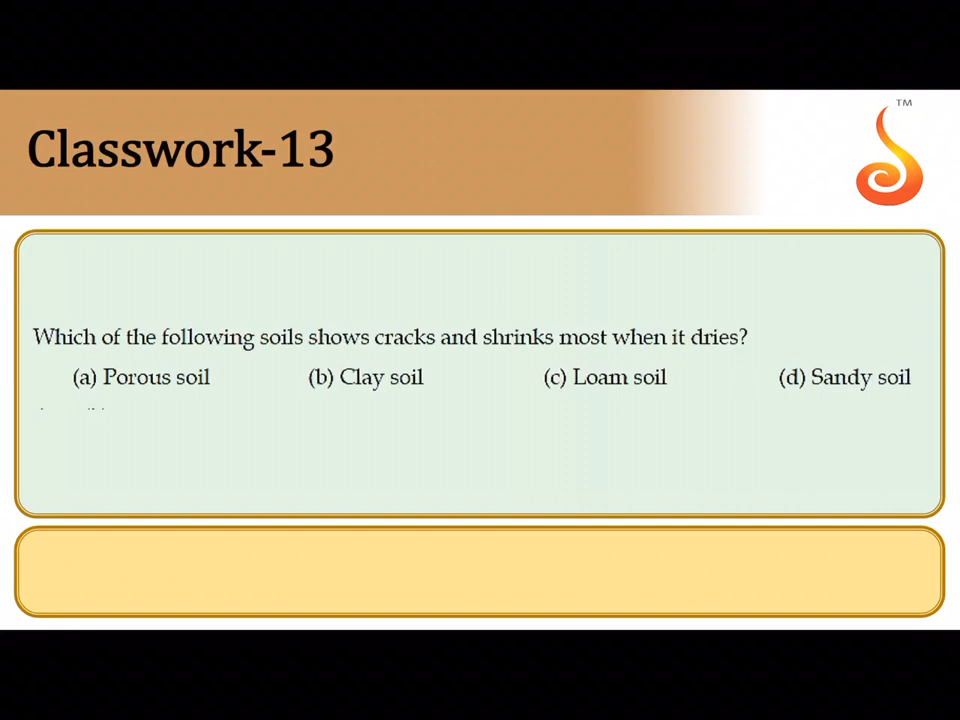 Classwork-13
TM
Which of the following soils shows cracks and shrinks most when it dries?
(a) Porous soil (b) Clay soil (c) Loam soil (d) Sandy soil